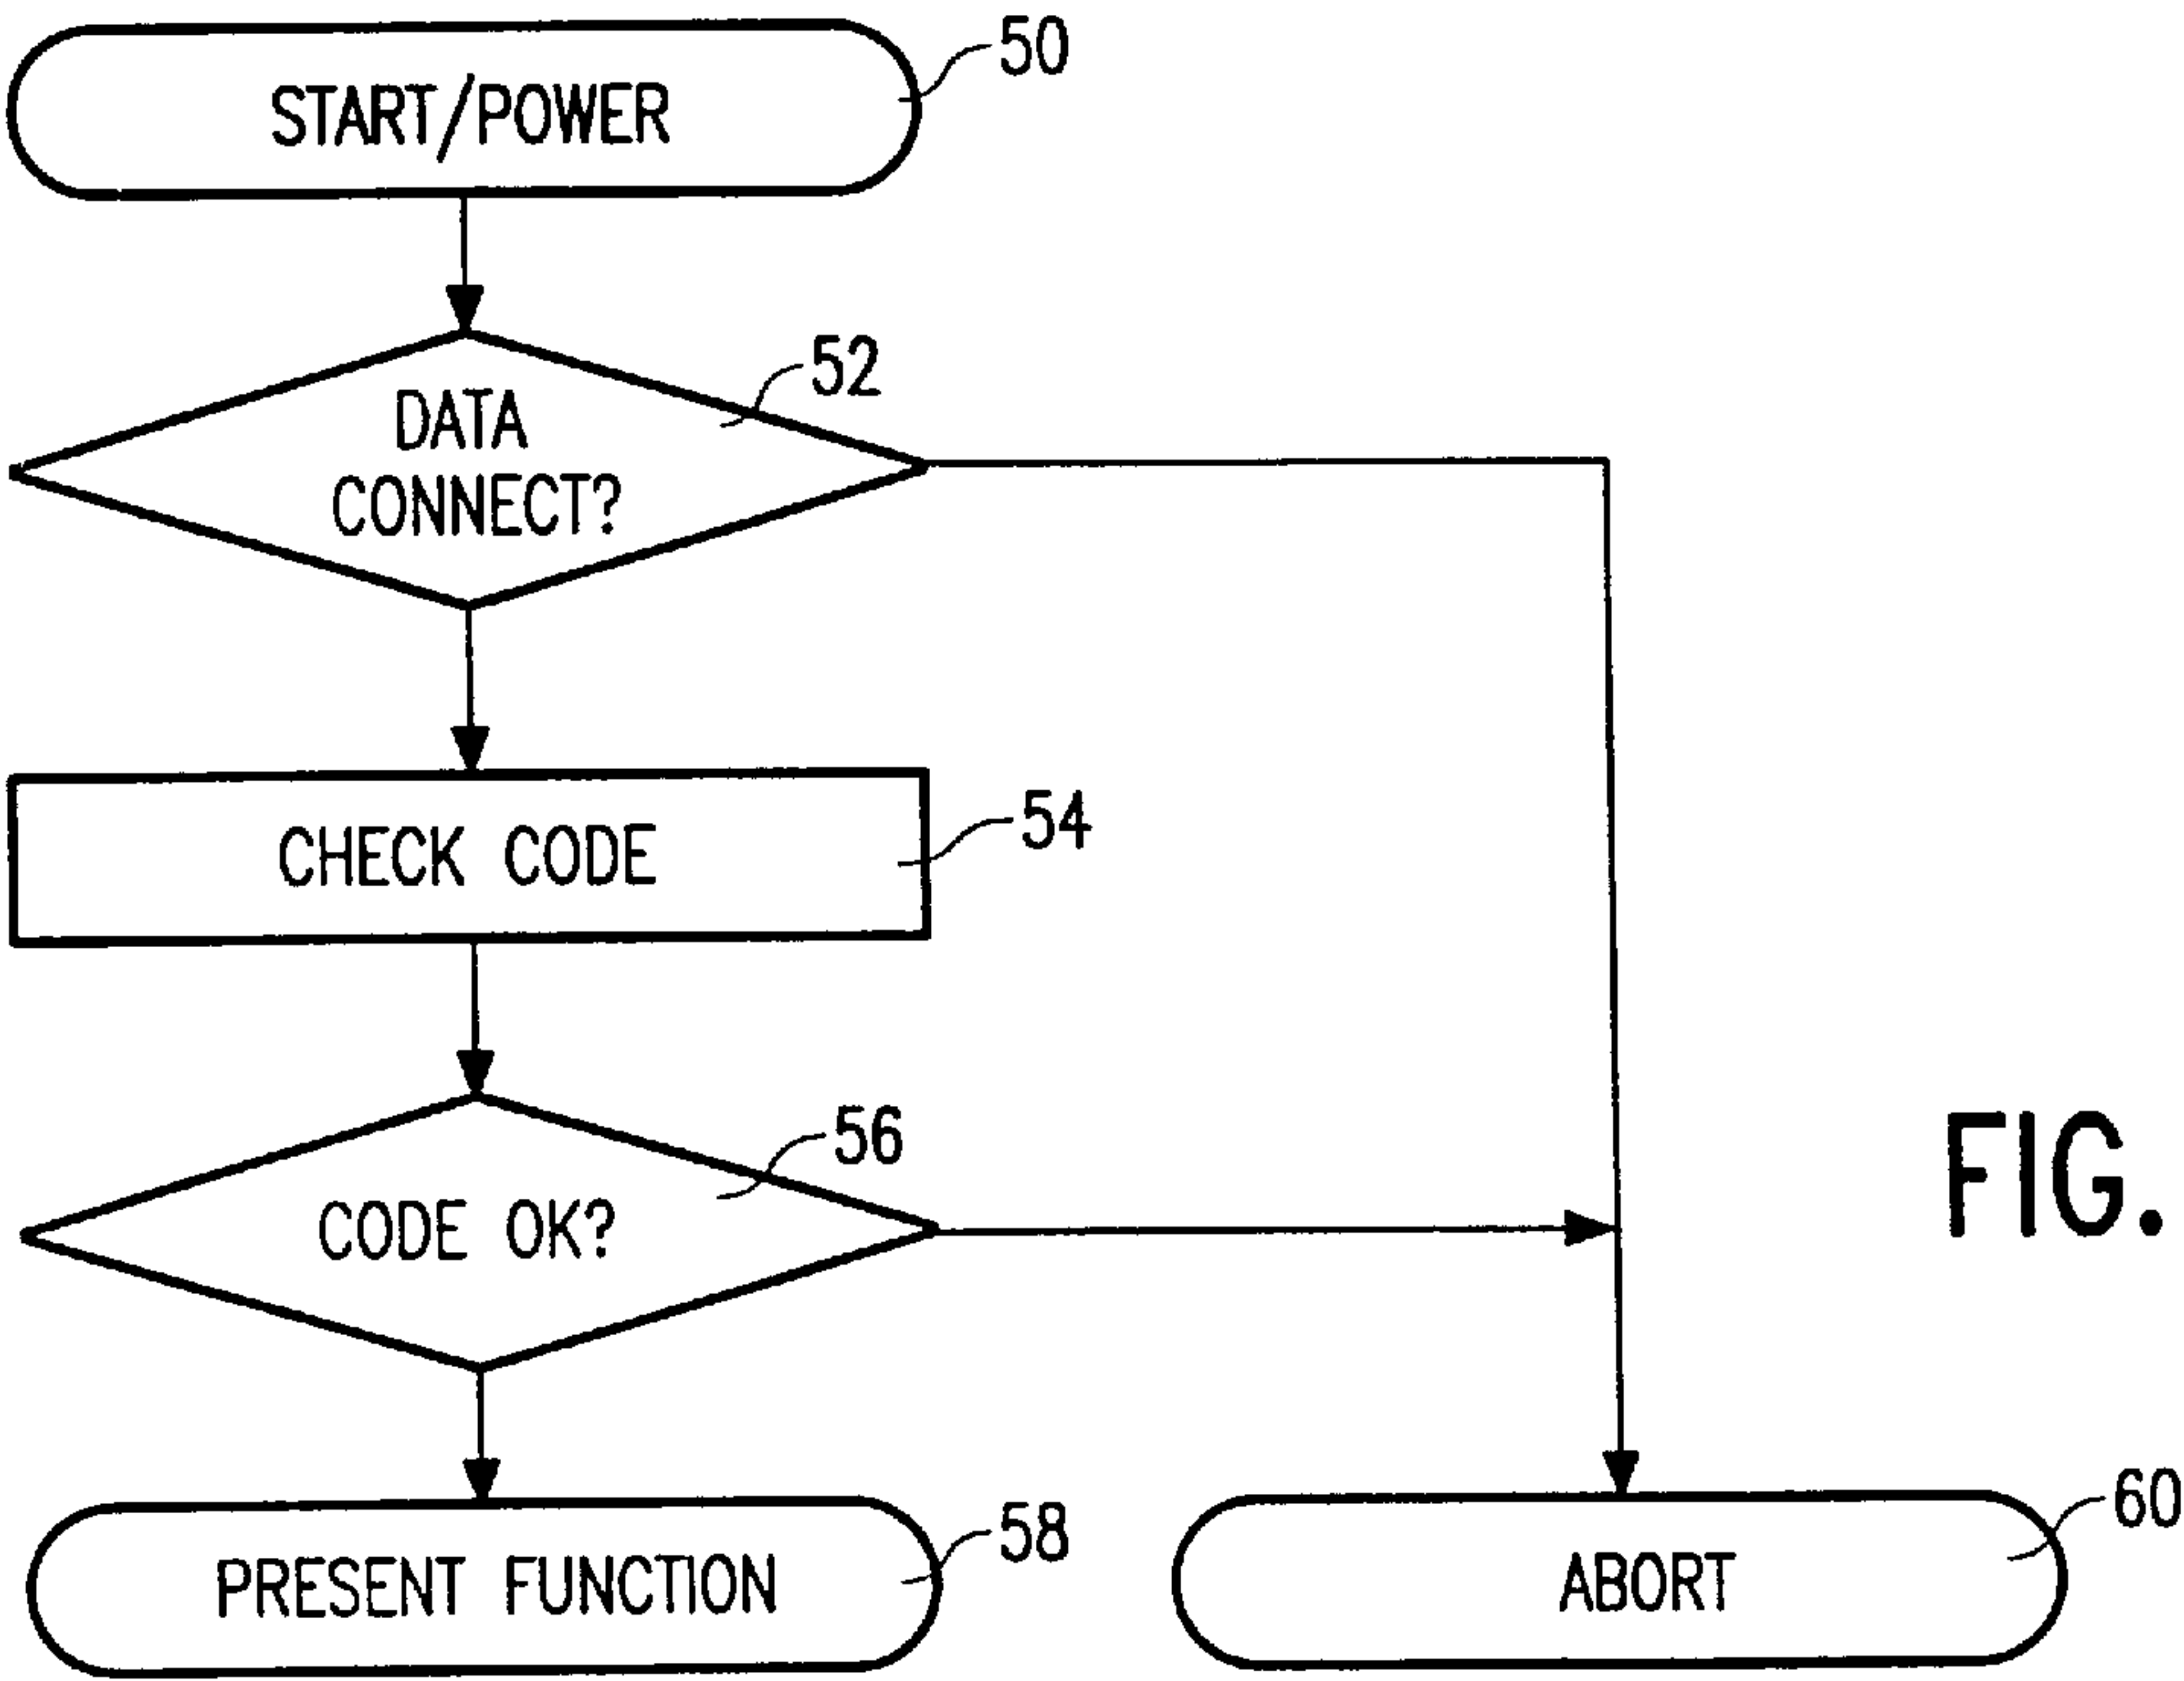 START/POWER
50
DATA
CONNECT?
52
CHECK CODE
54
CODE OK?
56
FIG.
PRESENT FUNCTION
58
ABORT
60